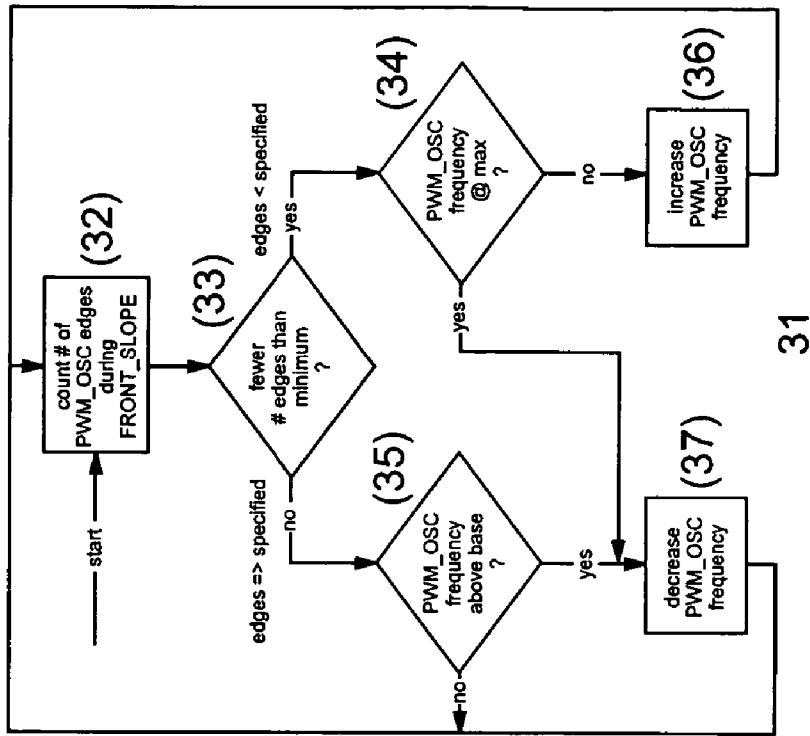 start
count # of
PWM_OSC edges
during
FRONT_SLOPE
(32)
(33)
fewer
# edges than
minimum
?
edges => specified
no
edges < specified
yes
(35)
PWM_OSC
frequency
above base
?
no
yes
(34)
PWM_OSC
frequency
@ max
?
yes
no
(37)
decrease
PWM_OSC
frequency
(36)
increase
PWM_OSC
frequency
31